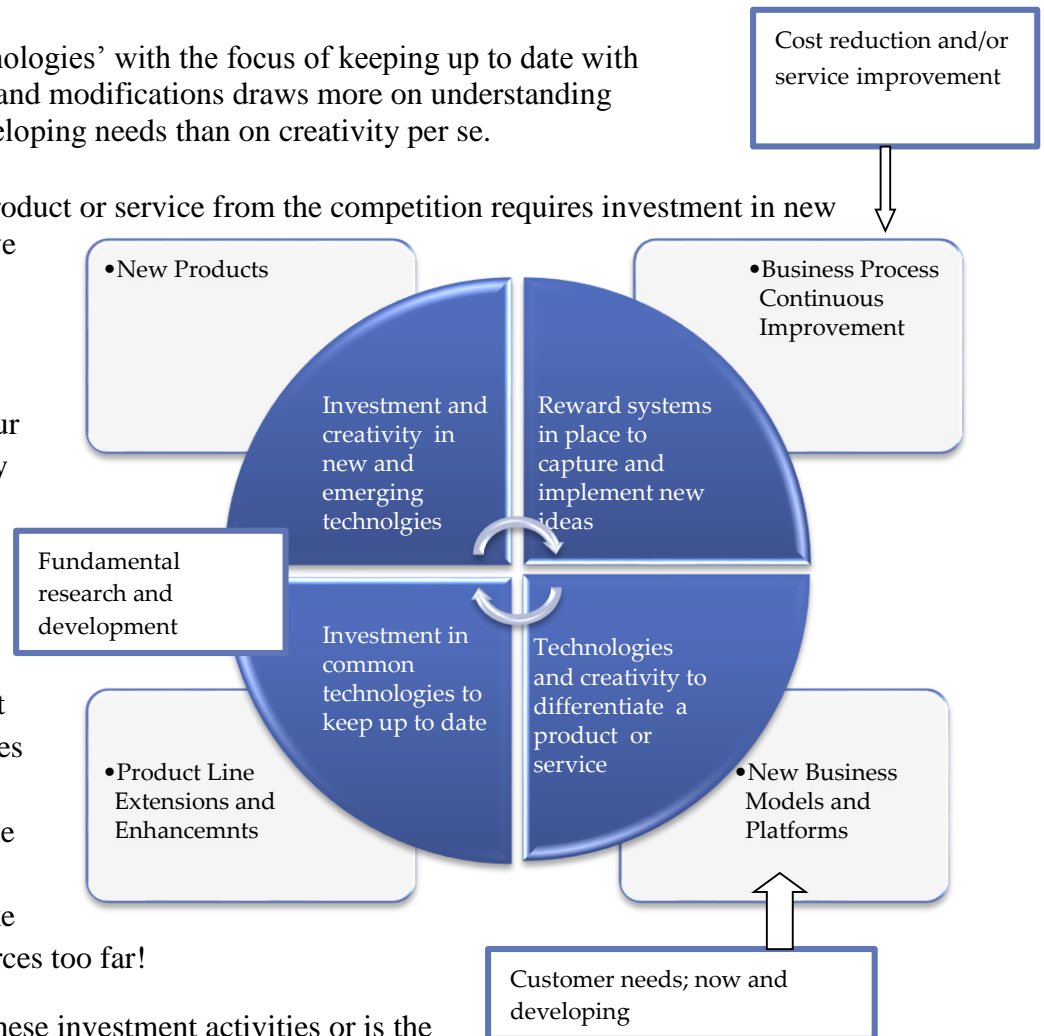 nologies’ with the focus of keeping up to date with
and modifications draws more on understanding
eloping needs than on creativity per se.
Cost reduction and/or
service improvement
roduct or service from the competition requires investment in new
•New Products
•Business Process
Continuous
Improvement
Investment and
creativity in
new and
emerging
technolgies
Reward systems
in place to
capture and
implement new
ideas
ur
Fundamental
research and
development
Investment in
common
technologies to
keep up to date
Technologies
and creativity to
differentiate a
product or
service
t
es
•Product Line
Extensions and
Enhancemnts
•New Business
Models and
Platforms
rces too far!
Customer needs; now and
developing
hese investment activities or is the